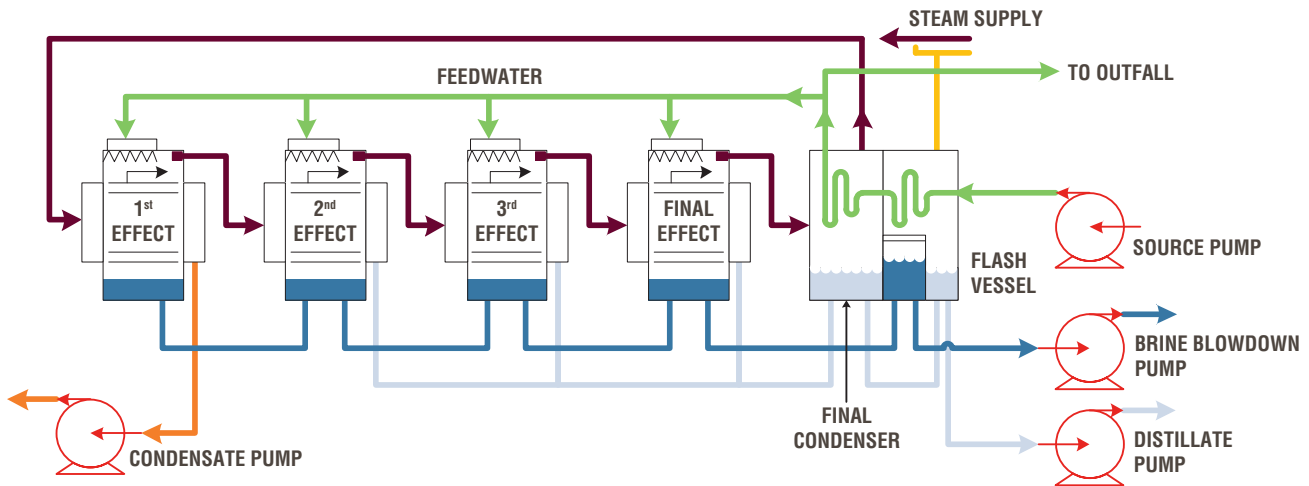 STEAM SUPPLY
FEEDWATER
TO OUTFALL
1st
EFFECT
2nd
EFFECT
3rd
EFFECT
FINAL
EFFECT
SOURCE PUMP
FLASH
VESSEL
BRINE BLOWDOWN
PUMP
FINAL
CONDENSER
DISTILLATE
PUMP
CONDENSATE PUMP